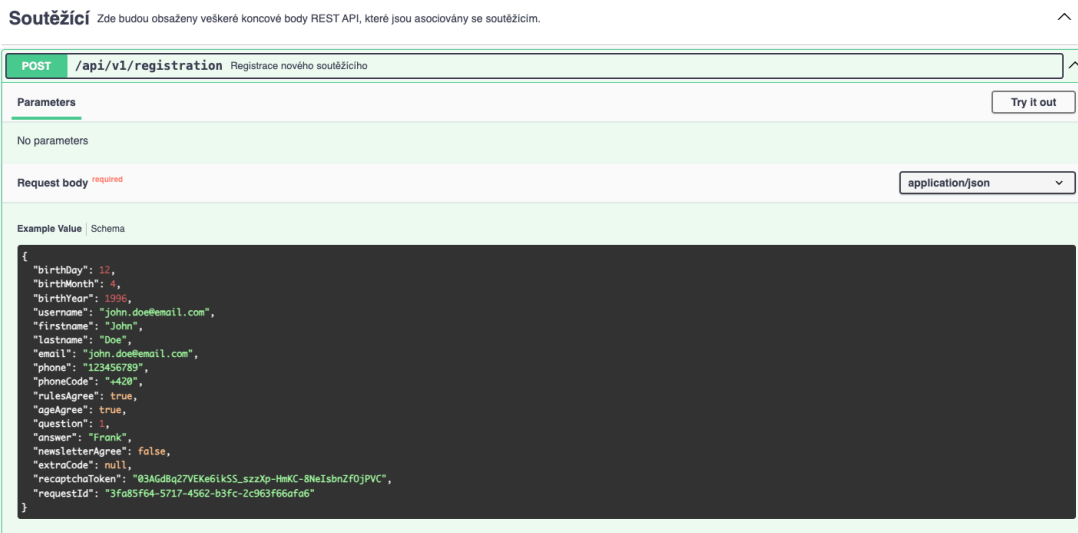 Soutěžící Zde budou obsaženy veškeré koncové body REST API, které jsou asociovány se soutěžícím.
POST /api/v1/registration Registrace nového soutěžícího
Parameters Try it out
No parameters
Request body required application/json
Example Value Schema
{
"birthDay": 12,
"birthMonth": 4,
"birthYear": 1996,
"username": "john.doe@email.com",
"firstname": "John",
"lastname": "Doe",
"email": "john.doe@email.com",
"phone": "123456789",
"phoneCode": "+420",
"rulesAgree": true,
"ageAgree": true,
"question": 1,
"answer": "Frank",
"newsletterAgree": false,
"extraCode": null,
"recaptchaToken": "03AGdBq27VEKe6ikSS_szzXp-HmKC-8NeIsbnZfOjPVC",
"requestId": "3fa85f64-5717-4562-b3fc-2c963f66afa6"
}